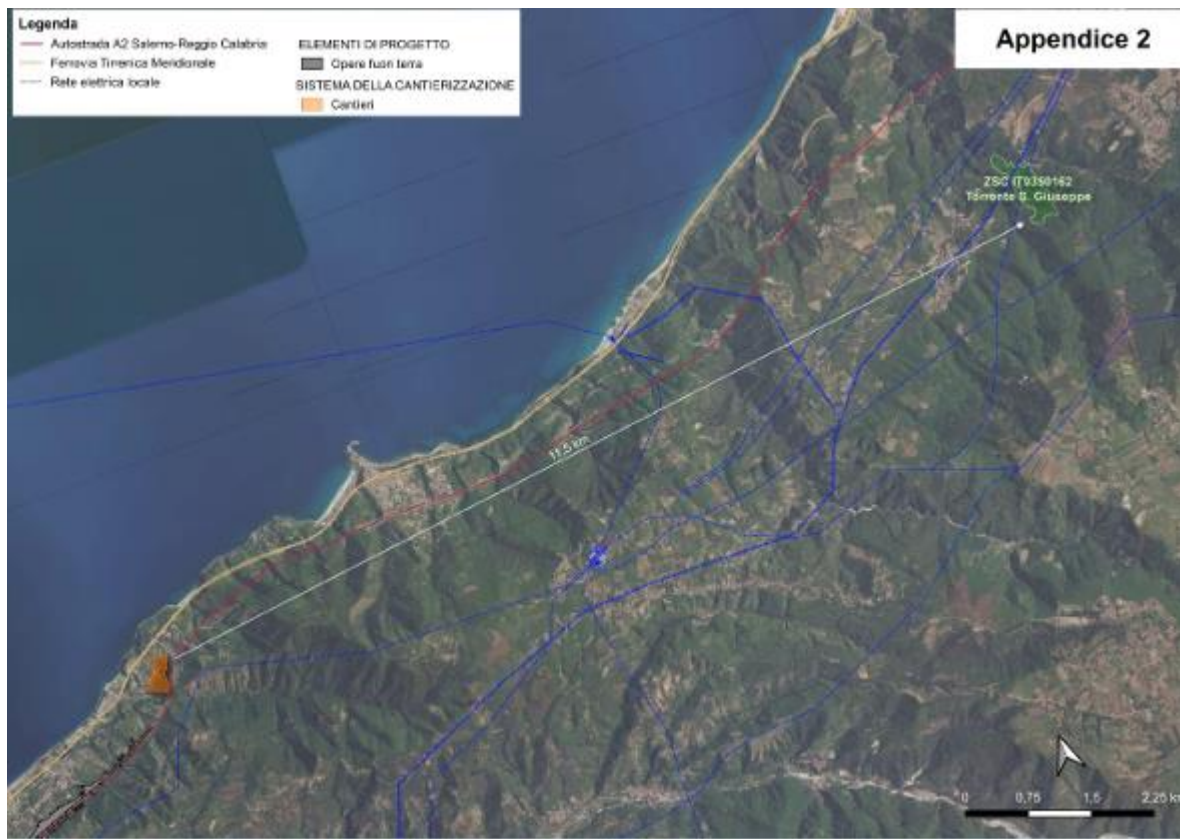 Legenda
Autostrada A2 Salerno-Reggio Calabria
Ferrovia Tirrenica Meridionale
Rete elettrica locale
ELEMENTI DI PROGETTO
Opere fuori terra
SISTEMA DELLA CANTIERIZZAZIONE
Cantieri
Appendice 2
ZSC IT9350162
Torrente S. Giuseppe
11,5 km
0 0,75 1,5 2,25 km